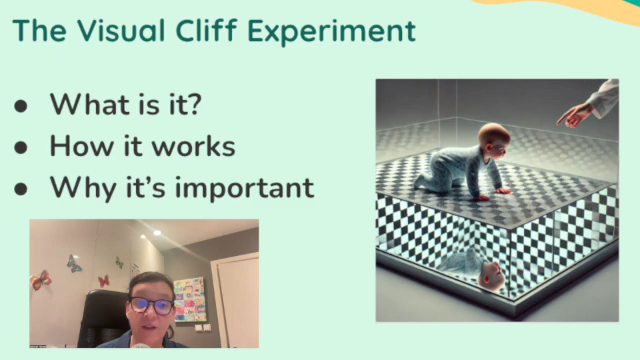 The Visual Cliff Experiment
● What is it?
● How it works
● Why it’s important